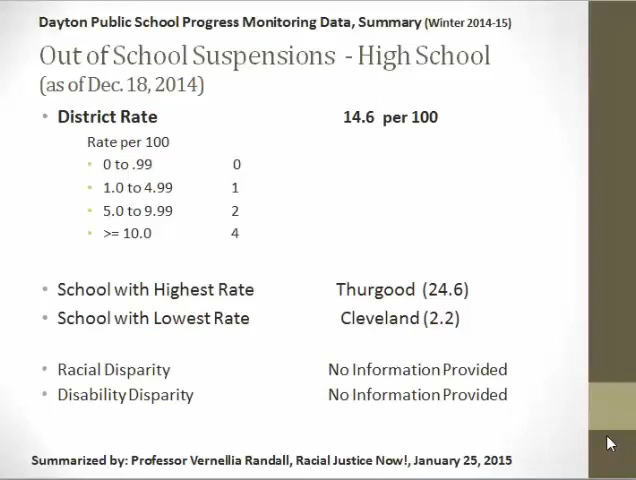 Dayton Public School Progress Monitoring Data, Summary (Winter 2014-15)
Out of School Suspensions - High School
(as of Dec. 18, 2014)
• District Rate 14.6 per 100
Rate per 100
• 0 to .99 0
• 1.0 to 4.99 1
• 5.0 to 9.99 2
• >= 10.0 4
• School with Highest Rate Thurgood (24.6)
• School with Lowest Rate Cleveland (2.2)
• Racial Disparity No Information Provided
• Disability Disparity No Information Provided
Summarized by: Professor Vernellia Randall, Racial Justice Now!, January 25, 2015